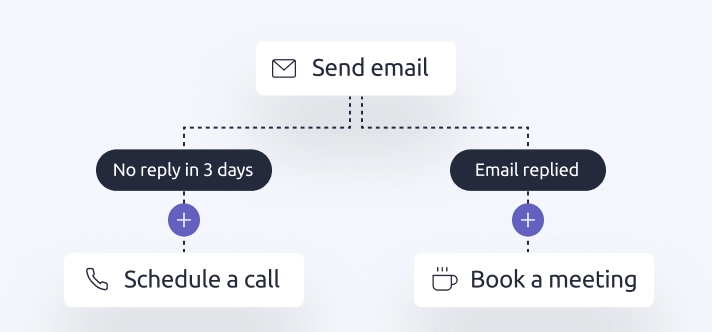 Send email
No reply in 3 days
Email replied
Schedule a call
Book a meeting